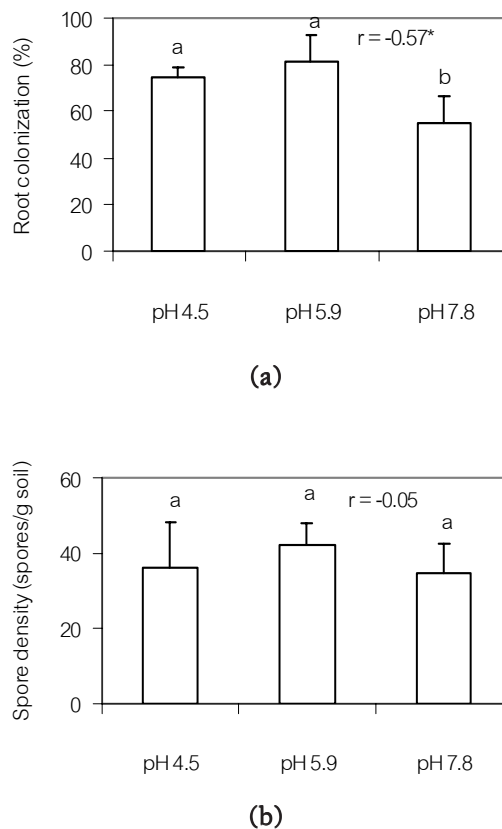 a
a
r = -0.57*
b
Root colonization (%)
100
80
60
40
20
0
pH 4.5 pH 5.9 pH 7.8
(a)
a
a
r = -0.05
a
Spore density (spores/g soil)
60
40
20
0
pH 4.5 pH 5.9 pH 7.8
(b)